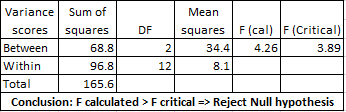 Variance scores Sum of squares DF Mean squares F (cal) F (Critical)
Between 68.8 2 34.4 4.26 3.89
Within 96.8 12 8.1
Total 165.6
Conclusion: F calculated > F critical => Reject Null hypothesis